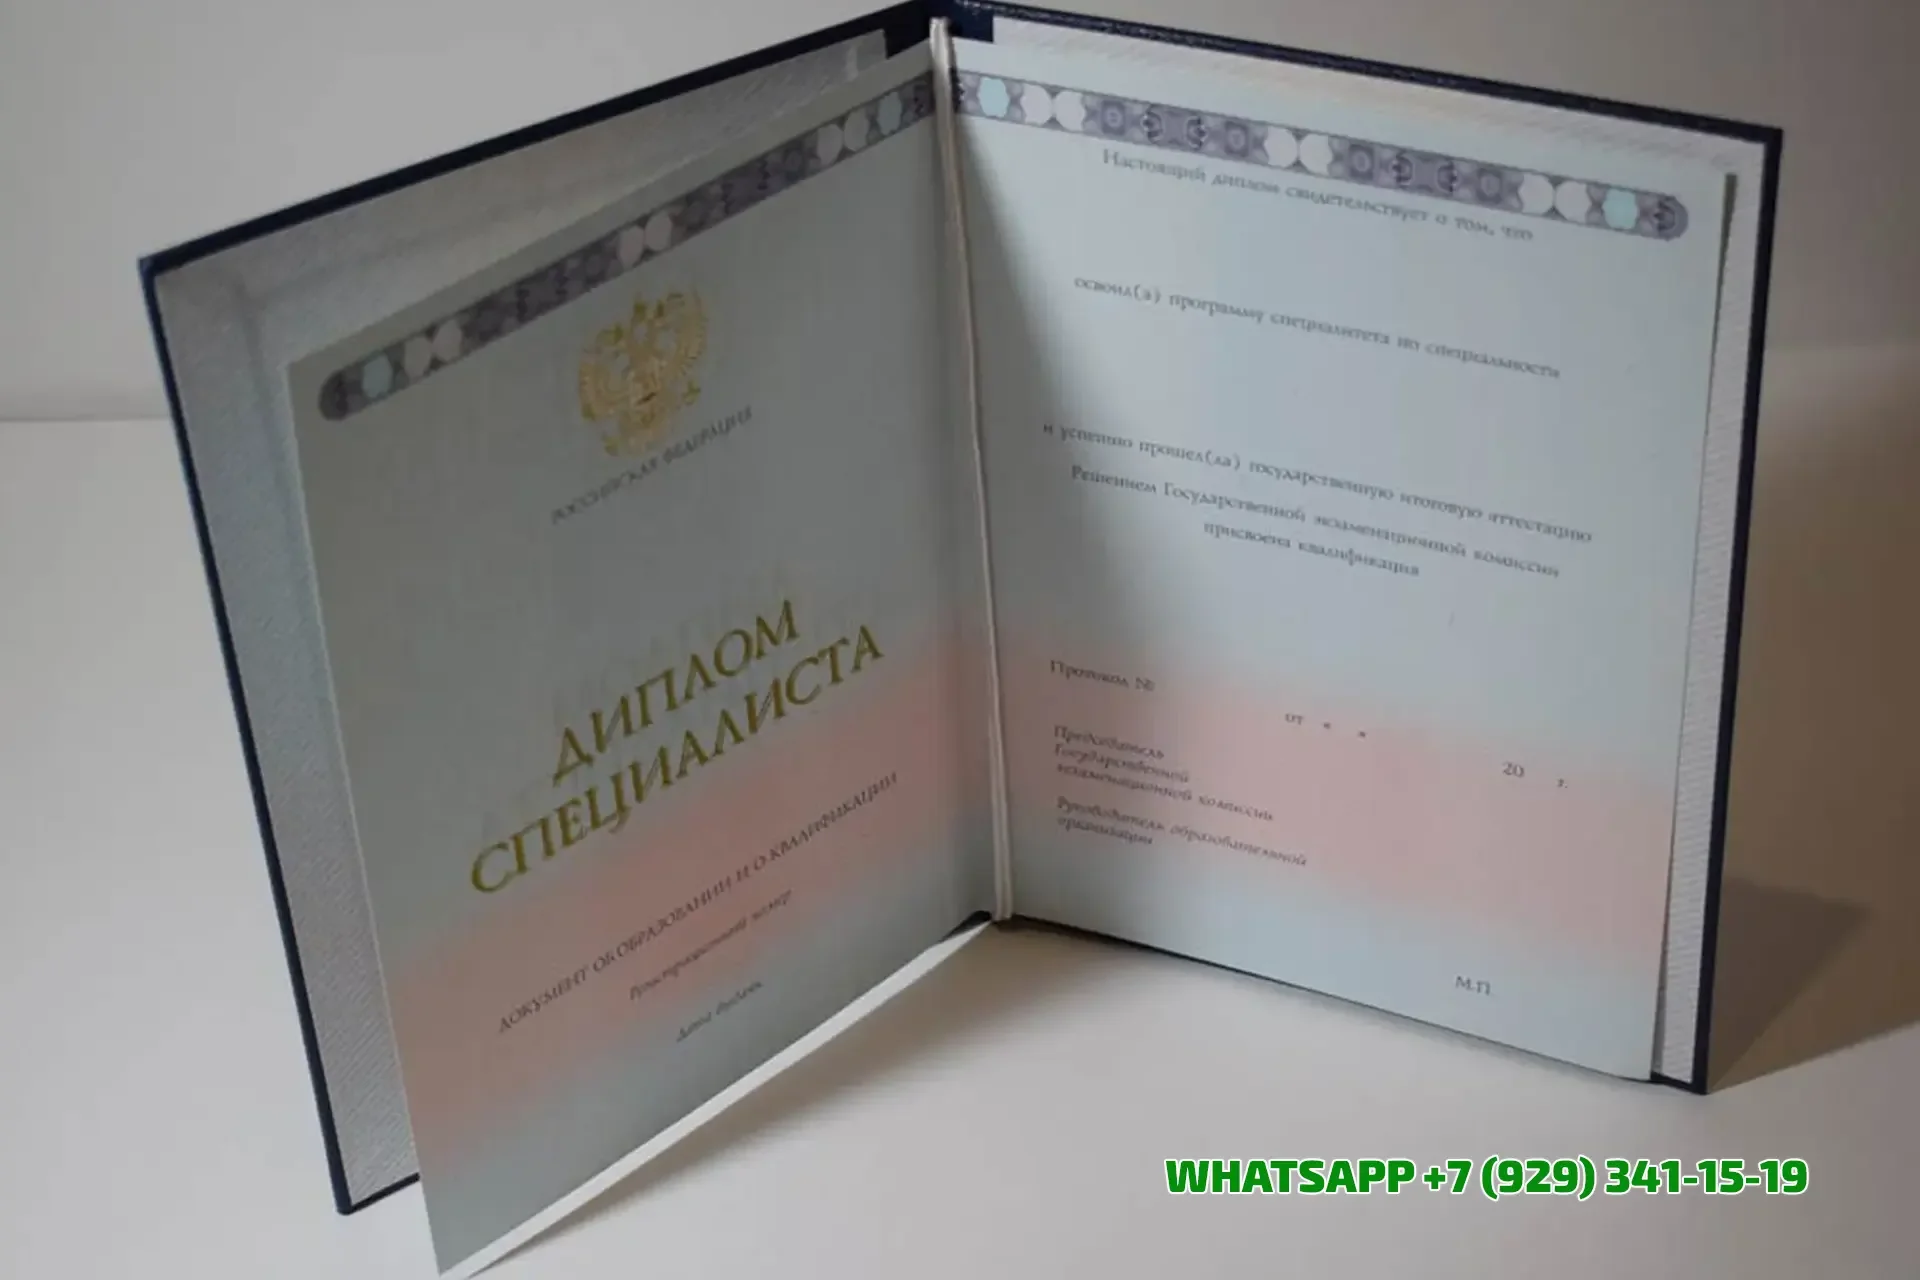 РОССИЙСКАЯ ФЕДЕРАЦИЯ
ДИПЛОМ
СПЕЦИАЛИСТА
ДОКУМЕНТ ОБ ОБРАЗОВАНИИ И О КВАЛИФИКАЦИИ
Регистрационный номер
Дата выдачи
Настоящий диплом свидетельствует о том, что
освоил(а) программу специалитета по специальности
и успешно прошел(ла) государственную итоговую аттестацию
Решением Государственной экзаменационной комиссии
присвоена квалификация
Протокол №
от « » 20 г.
Председатель
Государственной
экзаменационной комиссии
Руководитель образовательной
организации
М.П.
WHATSAPP +7 (929) 341-15-19